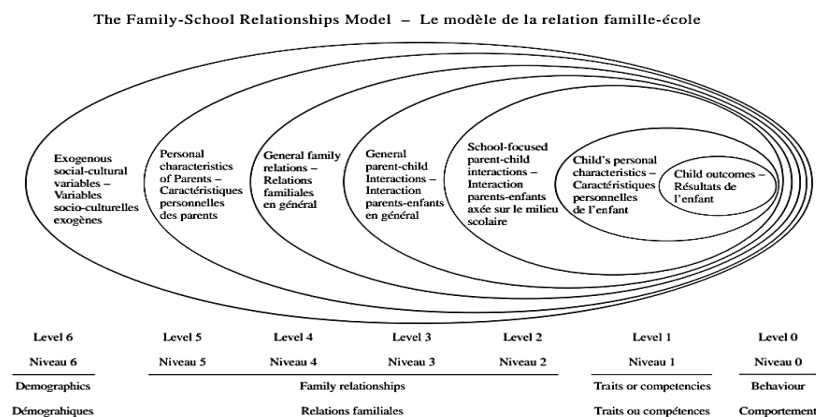 The Family-School Relationships Model – Le modèle de la relation famille-école
Exogenous
social-cultural
variables –
Variables
socio-culturelles
exogènes
Personal
characteristics
of Parents –
Caractéristiques
personnelles
des parents
General family
relations –
Relations
familiales
en général
General
parent-child
Interactions –
Interaction
parents-enfants
en général
School-focused
parent-child
interactions –
Interaction
parents-enfants
axée sur le milieu
scolaire
Child's personal
characteristics –
Caractéristiques
personnelles
de l'enfant
Child outcomes –
Résultats de
l'enfant
Level 6 Level 5 Level 4 Level 3 Level 2 Level 1 Level 0
Niveau 6 Niveau 5 Niveau 4 Niveau 3 Niveau 2 Niveau 1 Niveau 0
Demographics Family relationships Traits or competencies Behaviour
Démograhiques Relations familiales Traits ou compétences Comportement